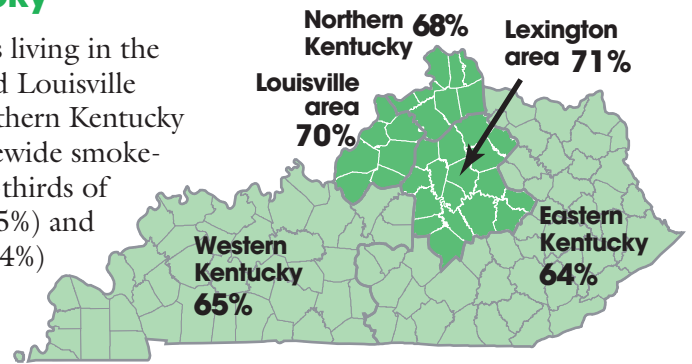 s living in the
d Louisville
thern Kentucky
ewide smoke-
thirds of
5%) and
4%)
Northern 68%
Kentucky
Lexington
area 71%
Louisville
area
70%
Western
Kentucky
65%
Eastern
Kentucky
64%